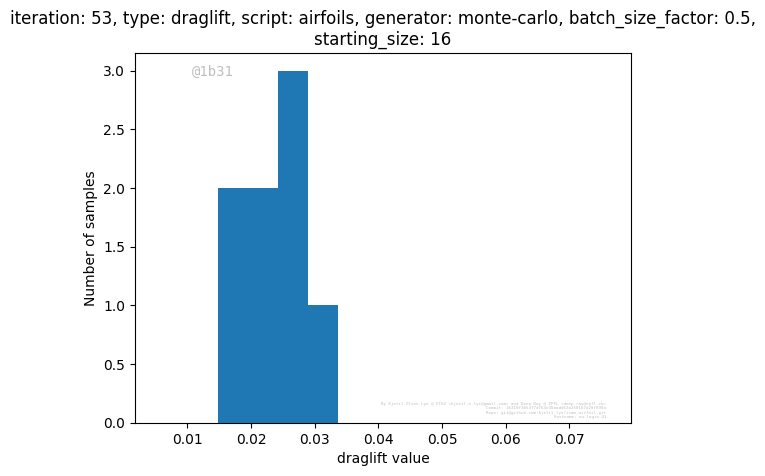 iteration: 53, type: draglift, script: airfoils, generator: monte-carlo, batch_size_factor: 0.5,
starting_size: 16
@1b31
3.0
2.5
2.0
1.5
1.0
0.5
0.0
Number of samples
0.01 0.02 0.03 0.04 0.05 0.06 0.07
draglift value